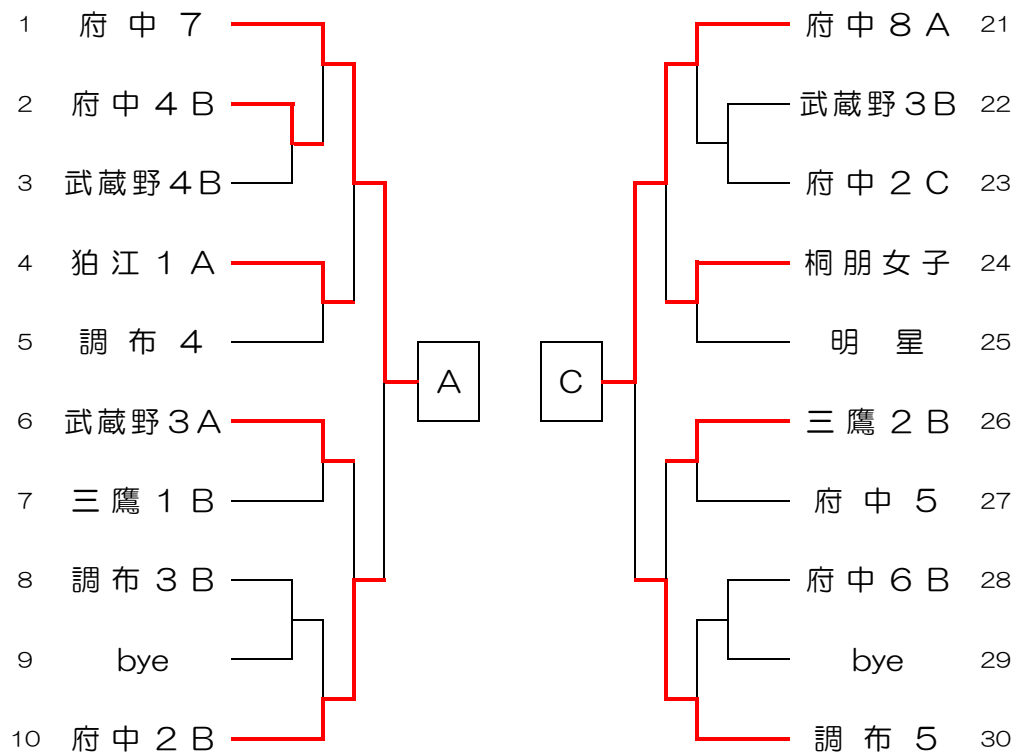 1 府中７
2 府中４Ｂ
3 武蔵野４Ｂ
4 狛江１Ａ
5 調布４
6 武蔵野３Ａ
7 三鷹１Ｂ
8 調布３Ｂ
9 bye
10 府中２Ｂ
A
C
府中８Ａ 21
武蔵野３Ｂ 22
府中２Ｃ 23
桐朋女子 24
明星 25
三鷹２Ｂ 26
府中５ 27
府中６Ｂ 28
bye 29
調布５ 30